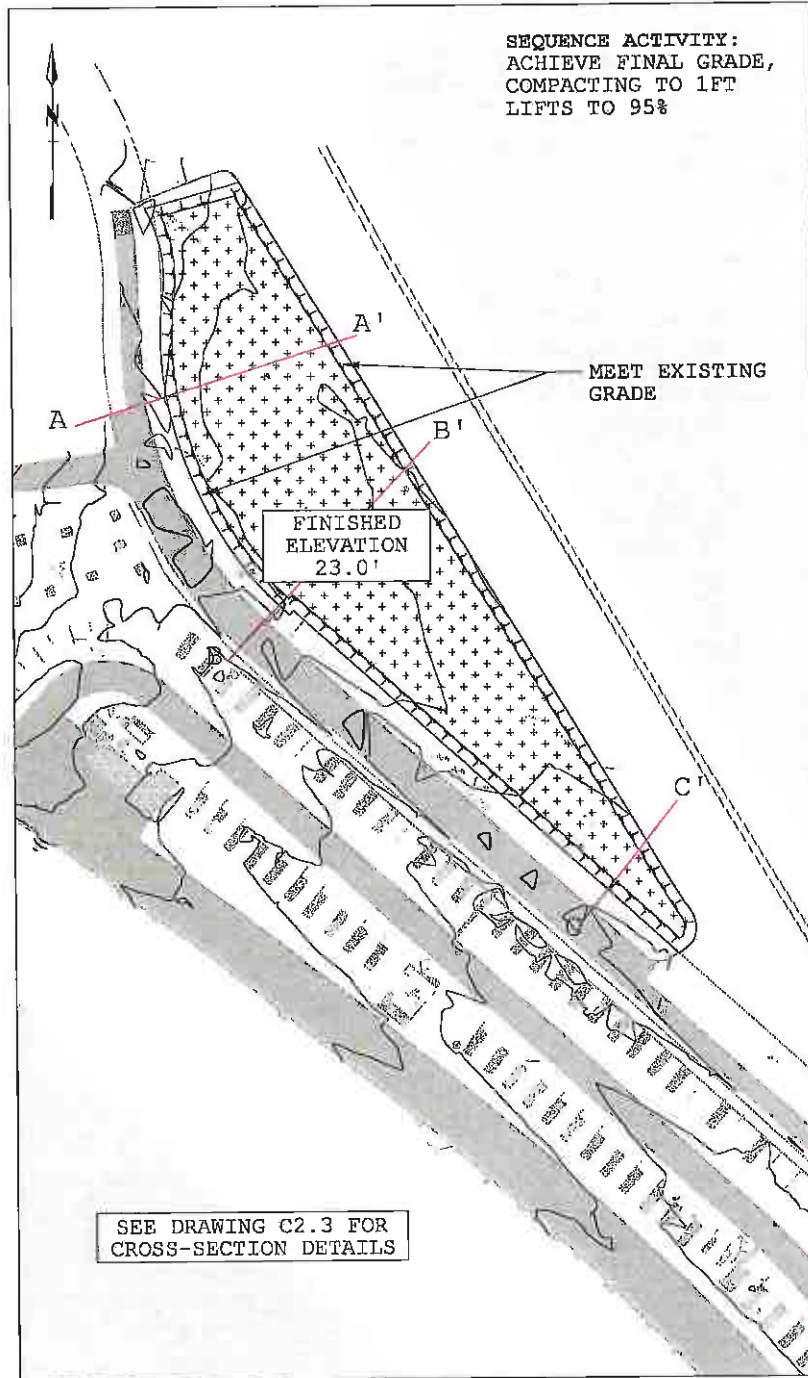 SEQUENCE ACTIVITY:
ACHIEVE FINAL GRADE,
COMPACTING TO 1FT
LIFTS TO 95%
N
A'
MEET EXISTING
GRADE
A
B'
FINISHED
ELEVATION
23.0'
B
C'
SEE DRAWING C2.3 FOR
CROSS-SECTION DETAILS